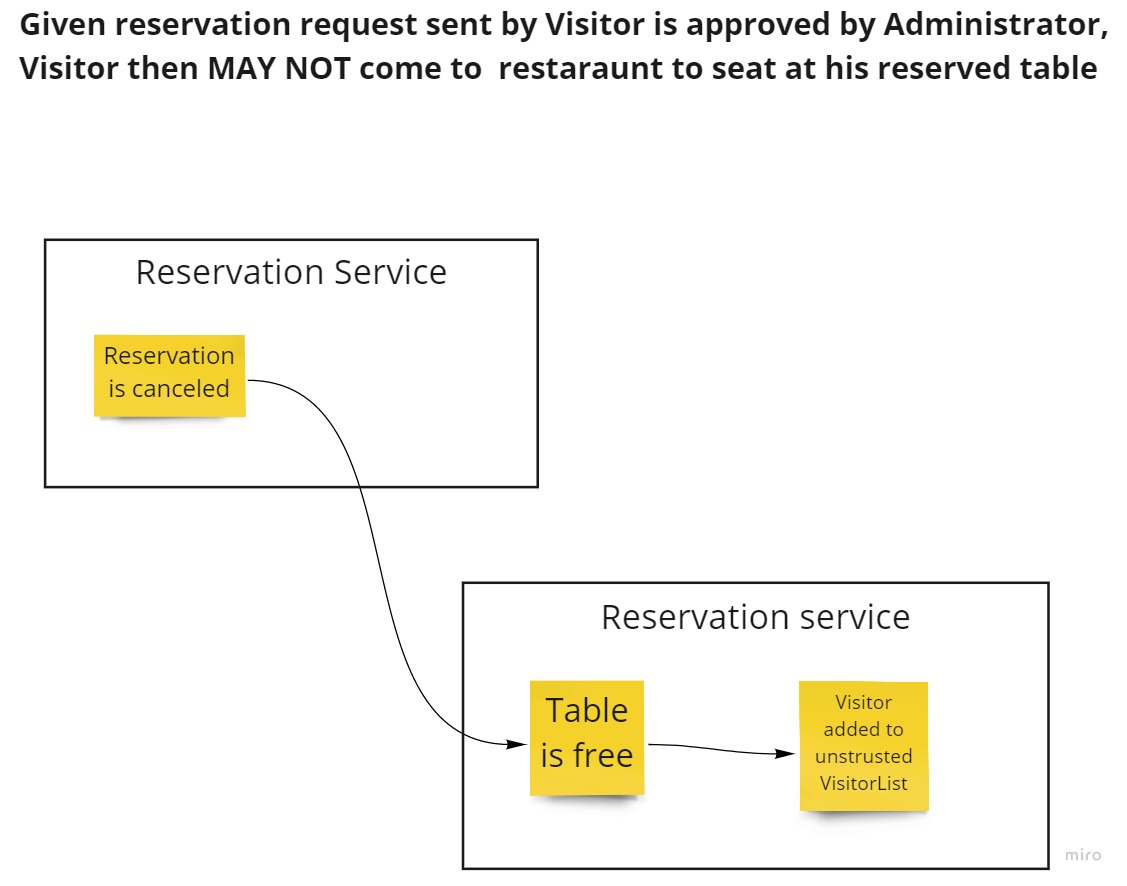 Given reservation request sent by Visitor is approved by Administrator,
Visitor then MAY NOT come to  restaraunt to seat at his reserved table
Reservation Service
Reservation
is canceled
Reservation service
Table
is free
Visitor
added to
unstrusted
VisitorList
miro